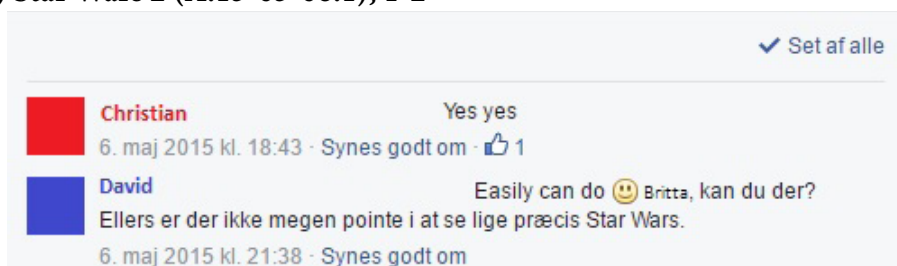 ✓ Set af alle
Christian Yes yes
6. maj 2015 kl. 18:43 · Synes godt om · 1
David Easily can do 🙂 Britta, kan du der?
Ellers er der ikke megen pointe i at se lige præcis Star Wars.
6. maj 2015 kl. 21:38 · Synes godt om